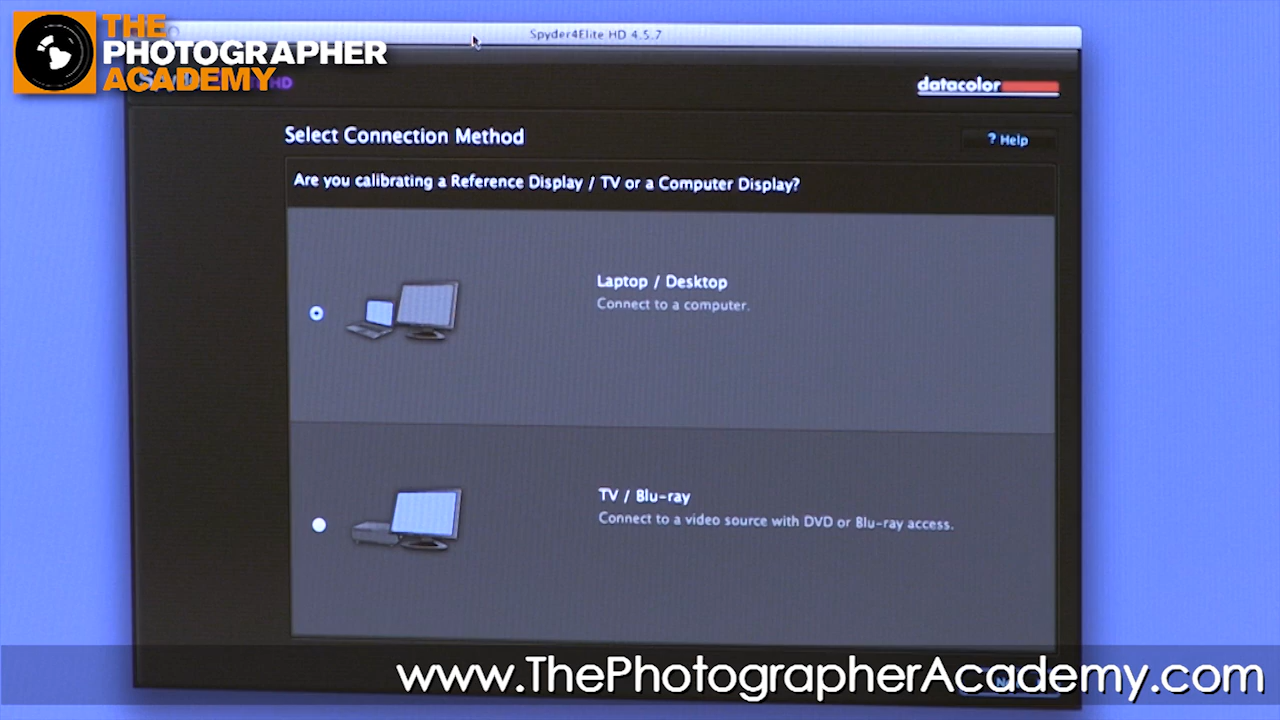 THE
PHOTOGRAPHER
ACADEMY
Spyder4Elite HD 4.5.7
HD
datacolor
Select Connection Method
? Help
Are you calibrating a Reference Display / TV or a Computer Display?
Laptop / Desktop
Connect to a computer.
TV / Blu-ray
Connect to a video source with DVD or Blu-ray access.
www.ThePhotographerAcademy.com